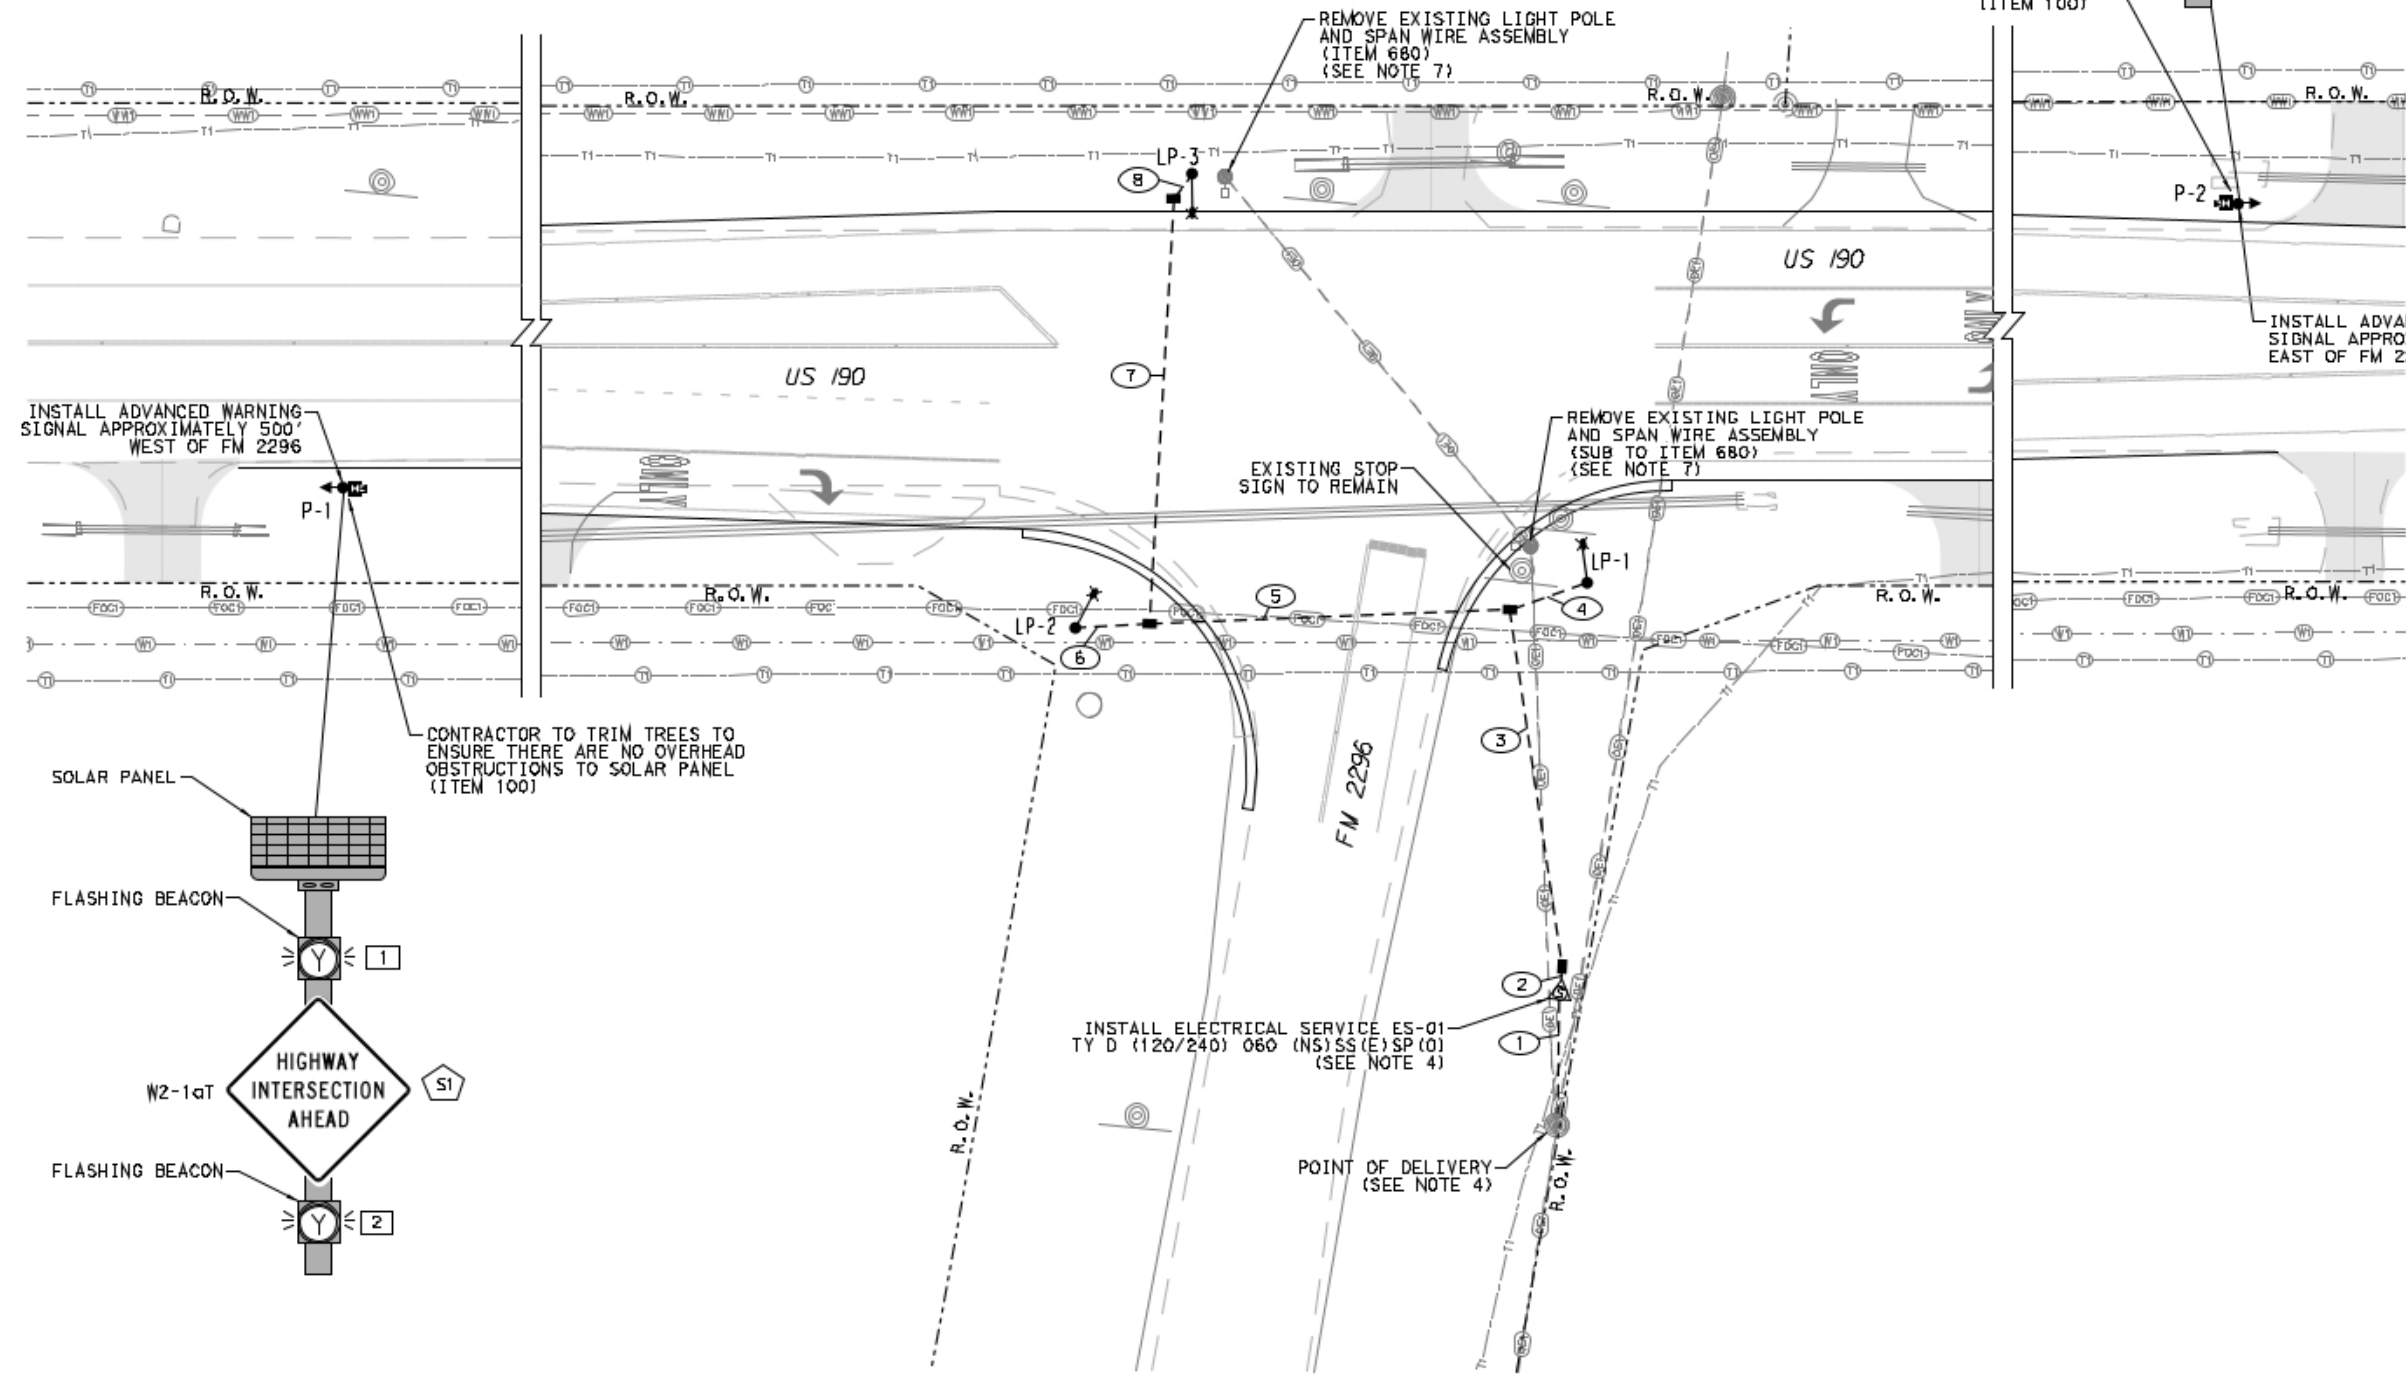 REMOVE EXISTING LIGHT POLE
AND SPAN WIRE ASSEMBLY
(ITEM 680)
(SEE NOTE 7)
(ITEM 100)
R.O.W.
R.O.W.
R.O.W.
R.O.W.
LP-3
8
P-2
US 190
US 190
7
INSTALL ADVA
SIGNAL APPRO
EAST OF FM 2
INSTALL ADVANCED WARNING
SIGNAL APPROXIMATELY 500'
WEST OF FM 2296
P-1
ONLY
ONLY
REMOVE EXISTING LIGHT POLE
AND SPAN WIRE ASSEMBLY
(SUB TO ITEM 680)
(SEE NOTE 7)
EXISTING STOP
SIGN TO REMAIN
LP-1
R.O.W.
R.O.W.
R.O.W.
R.O.W.
LP-2
5
4
6
3
CONTRACTOR TO TRIM TREES TO
ENSURE THERE ARE NO OVERHEAD
OBSTRUCTIONS TO SOLAR PANEL
(ITEM 100)
FM 2296
SOLAR PANEL
FLASHING BEACON
Y
1
2
INSTALL ELECTRICAL SERVICE ES-01
TY D (120/240) 060 (NS)SS(E)SP(O)
(SEE NOTE 4)
1
W2-1aT
HIGHWAY
INTERSECTION
AHEAD
S1
R.O.W.
POINT OF DELIVERY
(SEE NOTE 4)
R.O.W.
FLASHING BEACON
Y
2